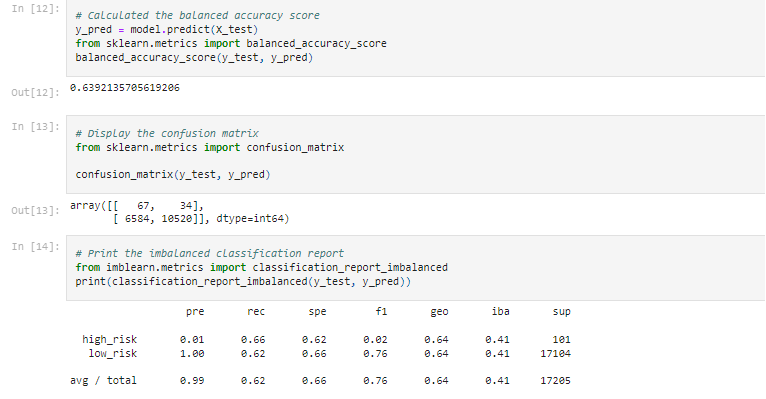 In [12]:
# Calculated the balanced accuracy score
y_pred = model.predict(X_test)
from sklearn.metrics import balanced_accuracy_score
balanced_accuracy_score(y_test, y_pred)
Out[12]: 0.6392135705619206
In [13]:
# Display the confusion matrix
from sklearn.metrics import confusion_matrix
confusion_matrix(y_test, y_pred)
Out[13]: array([[   67,    34],
       [ 6584, 10520]], dtype=int64)
In [14]:
# Print the imbalanced classification report
from imblearn.metrics import classification_report_imbalanced
print(classification_report_imbalanced(y_test, y_pred))
pre rec spe f1 geo iba sup
high_risk 0.01 0.66 0.62 0.02 0.64 0.41 101
low_risk 1.00 0.62 0.66 0.76 0.64 0.41 17104
avg / total 0.99 0.62 0.66 0.76 0.64 0.41 17205